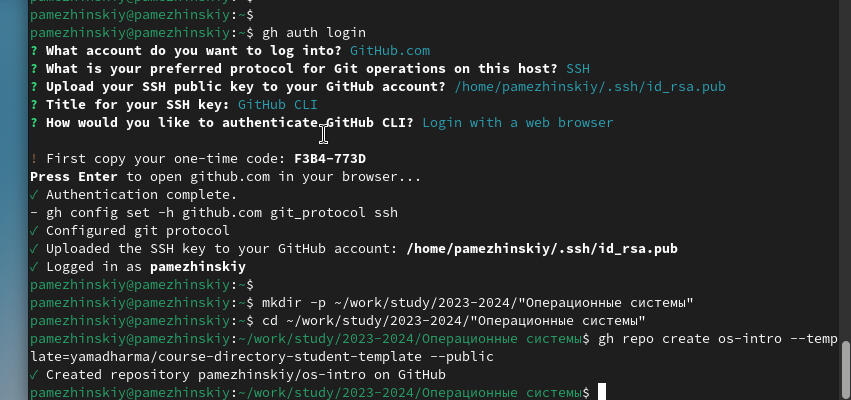 pamezhinskiy@pamezhinskiy:~$
pamezhinskiy@pamezhinskiy:~$
pamezhinskiy@pamezhinskiy:~$ gh auth login
? What account do you want to log into? GitHub.com
? What is your preferred protocol for Git operations on this host? SSH
? Upload your SSH public key to your GitHub account? /home/pamezhinskiy/.ssh/id_rsa.pub
? Title for your SSH key: GitHub CLI
? How would you like to authenticate GitHub CLI? Login with a web browser
! First copy your one-time code: F3B4-773D
Press Enter to open github.com in your browser...
✓ Authentication complete.
- gh config set -h github.com git_protocol ssh
✓ Configured git protocol
✓ Uploaded the SSH key to your GitHub account: /home/pamezhinskiy/.ssh/id_rsa.pub
✓ Logged in as pamezhinskiy
pamezhinskiy@pamezhinskiy:~$
pamezhinskiy@pamezhinskiy:~$ mkdir -p ~/work/study/2023-2024/"Операционные системы"
pamezhinskiy@pamezhinskiy:~$ cd ~/work/study/2023-2024/"Операционные системы"
pamezhinskiy@pamezhinskiy:~/work/study/2023-2024/Операционные системы$ gh repo create os-intro --temp
late=yamadharma/course-directory-student-template --public
✓ Created repository pamezhinskiy/os-intro on GitHub
pamezhinskiy@pamezhinskiy:~/work/study/2023-2024/Операционные системы$